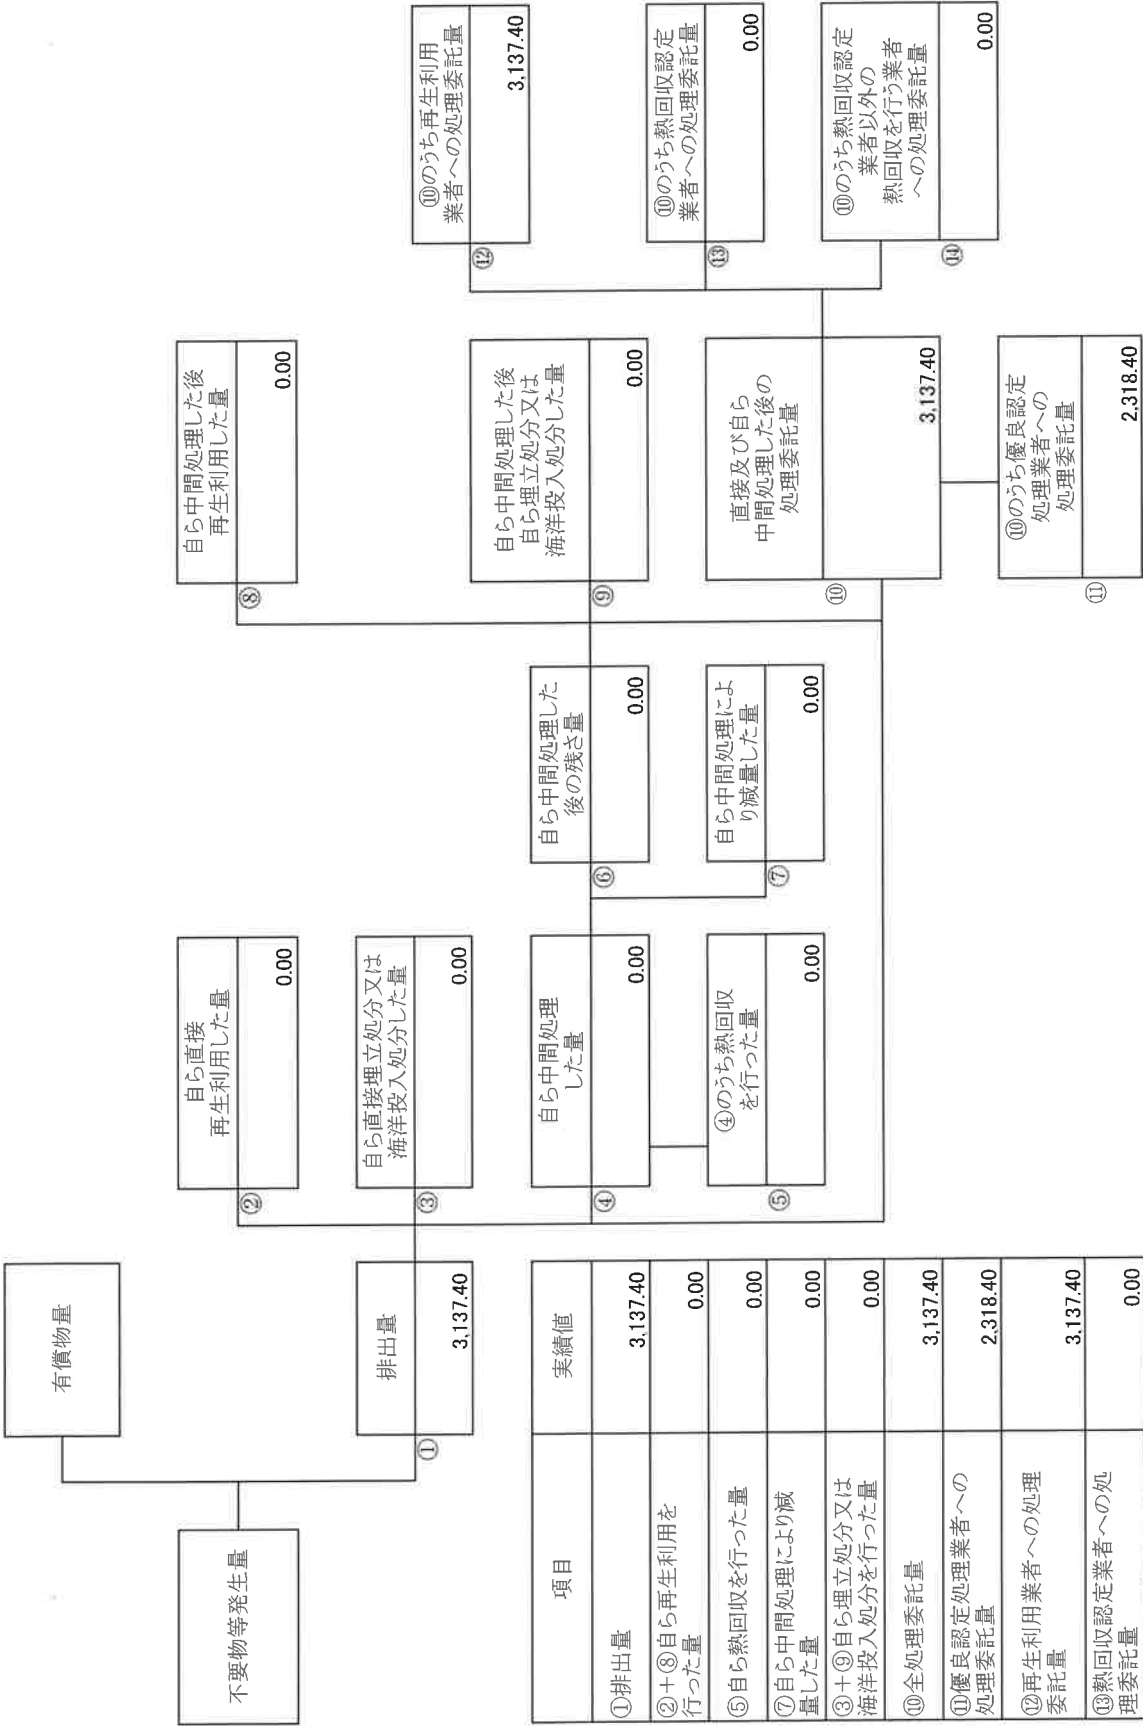 不要物等発生量
有償物量
排出量
①
3,137.40
自ら直接
再生利用した量
②
0.00
自ら直接埋立処分又は
海洋投入処分した量
③
0.00
自ら中間処理
した量
④
0.00
④のうち熱回収
を行った量
⑤
0.00
自ら中間処理した
後の残さ量
⑥
0.00
自ら中間処理によ
り減量した量
⑦
0.00
自ら中間処理した後
再生利用した量
⑧
0.00
自ら中間処理した後
自ら埋立処分又は
海洋投入処分した量
⑨
0.00
直接及び自ら
中間処理した後の
処理委託量
⑩
3,137.40
⑩のうち優良認定
処理業者への
処理委託量
⑪
2,318.40
⑩のうち再生利用
業者への処理委託量
⑫
3,137.40
⑩のうち熱回収認定
業者への処理委託量
⑬
0.00
⑩のうち熱回収認定
業者以外の
熱回収を行う業者
への処理委託量
⑭
0.00
項目 実績値
①排出量 3,137.40
②+⑧自ら再生利用を
行った量 0.00
⑤自ら熱回収を行った量 0.00
⑦自ら中間処理により減
量した量 0.00
③+⑨自ら埋立処分又は
海洋投入処分を行った量 0.00
⑩全処理委託量 3,137.40
⑪優良認定処理業者への
処理委託量 2,318.40
⑫再生利用業者への処理
委託量 3,137.40
⑬熱回収認定業者への処
理委託量 0.00